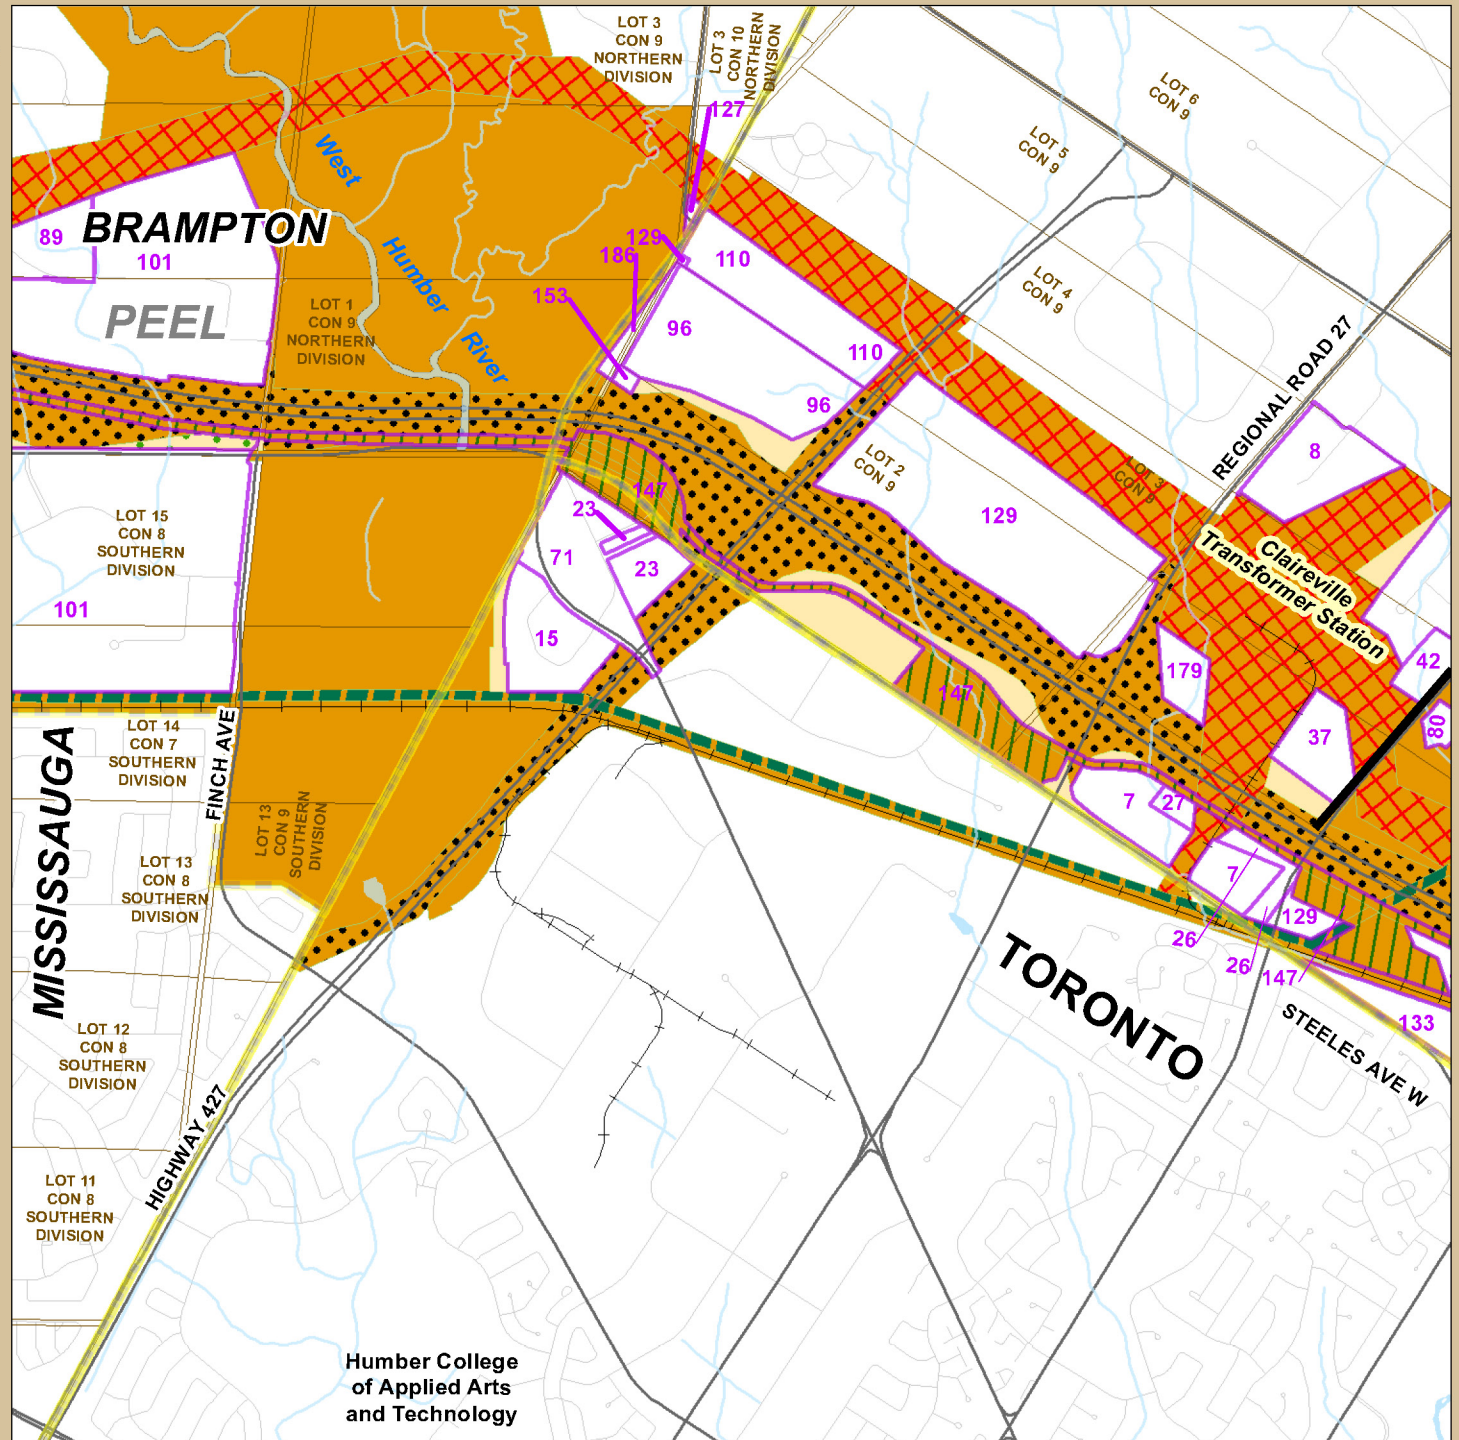 LOT 3
CON 9
NORTHERN
DIVISION
LOT 3
CON 10
NORTHERN
DIVISION
127
LOT 6
CON 9
LOT 5
CON 9
West
Humber
River
BRAMPTON
89
101
PEEL
LOT 1
CON 9
NORTHERN
DIVISION
129
186
153
110
96
110
96
LOT 4
CON 9
REGIONAL ROAD 27
8
LOT 2
CON 9
LOT 3
CON 8
129
147
23
71
23
15
LOT 15
CON 8
SOUTHERN
DIVISION
101
Claireville
Transformer Station
179
42
37
80
147
7
27
7
129
26
26
147
133
MISSISSAUGA
LOT 14
CON 7
SOUTHERN
DIVISION
FINCH AVE
LOT 13
CON 9
SOUTHERN
DIVISION
LOT 13
CON 8
SOUTHERN
DIVISION
TORONTO
STEELES AVE W
LOT 12
CON 8
SOUTHERN
DIVISION
HIGHWAY 427
LOT 11
CON 8
SOUTHERN
DIVISION
Humber College
of Applied Arts
and Technology